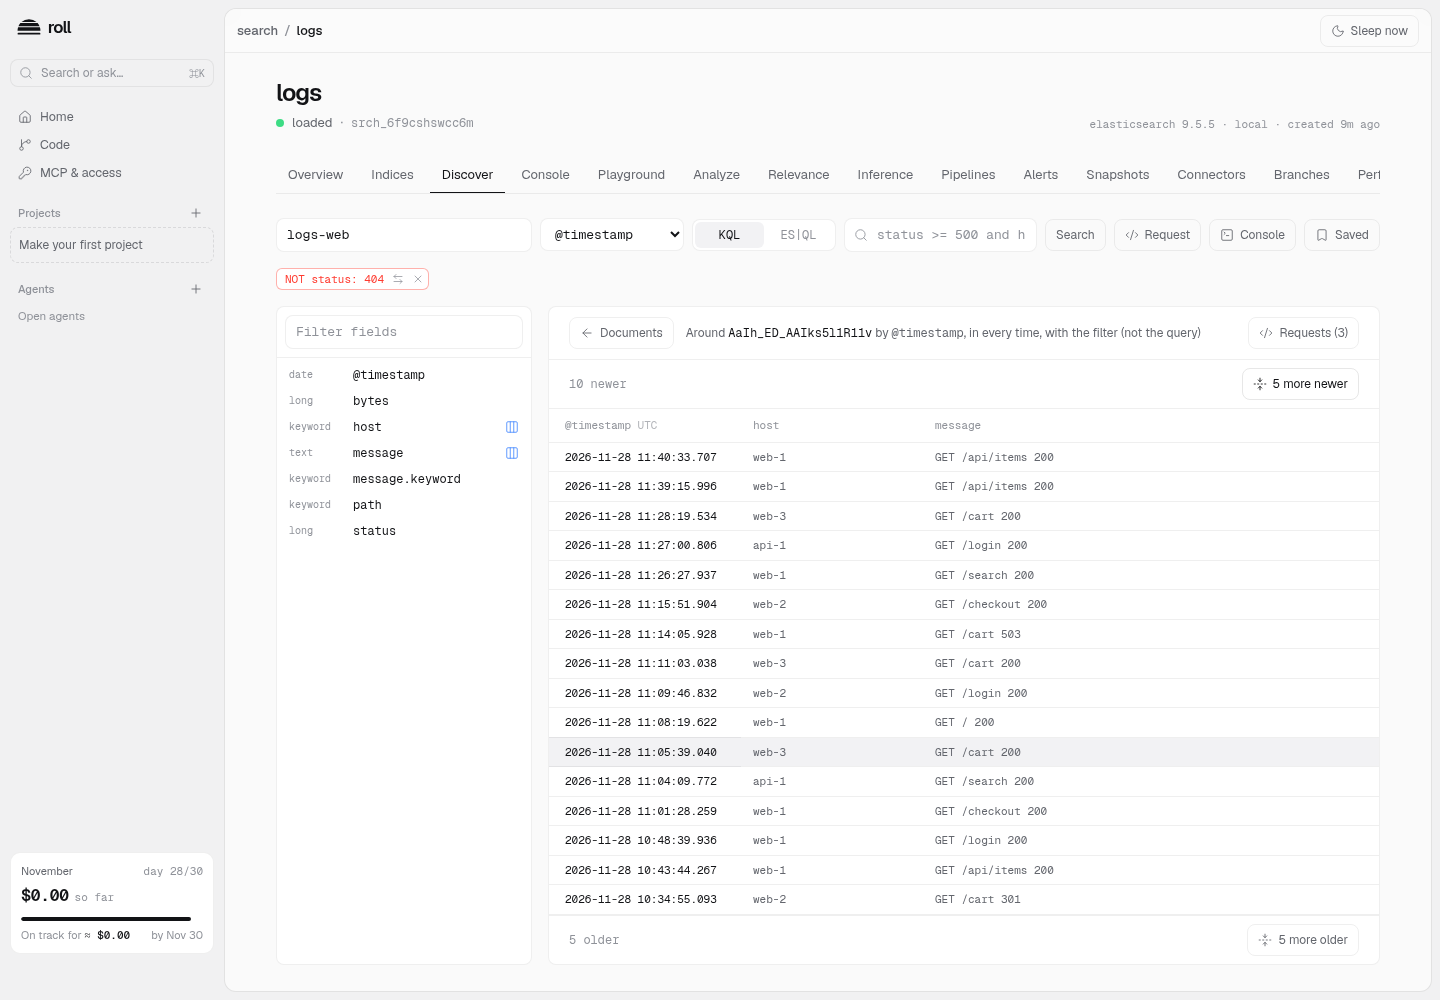 roll
Search or ask... ⌘K
Home
Code
MCP & access
Projects
Make your first project
Agents
Open agents
November day 28/30
$0.00 so far
On track for ≈ $0.00 by Nov 30
search / logs
Sleep now
logs
loaded · srch_6f9cshswcc6m
elasticsearch 9.5.5 · local · created 9m ago
Overview Indices Discover Console Playground Analyze Relevance Inference Pipelines Alerts Snapshots Connectors Branches Perf
logs-web @timestamp KQL ES|QL status >= 500 and h Search Request Console Saved
NOT status: 404
Filter fields
date @timestamp
long bytes
keyword host
text message
keyword message.keyword
keyword path
long status
Documents Around AaIh_ED_AAIks5l1R11v by @timestamp, in every time, with the filter (not the query) Requests (3)
10 newer 5 more newer
@timestamp UTC host message
2026-11-28 11:40:33.707 web-1 GET /api/items 200
2026-11-28 11:39:15.996 web-1 GET /api/items 200
2026-11-28 11:28:19.534 web-3 GET /cart 200
2026-11-28 11:27:00.806 api-1 GET /login 200
2026-11-28 11:26:27.937 web-1 GET /search 200
2026-11-28 11:15:51.904 web-2 GET /checkout 200
2026-11-28 11:14:05.928 web-1 GET /cart 503
2026-11-28 11:11:03.038 web-3 GET /cart 200
2026-11-28 11:09:46.832 web-2 GET /login 200
2026-11-28 11:08:19.622 web-1 GET / 200
2026-11-28 11:05:39.040 web-3 GET /cart 200
2026-11-28 11:04:09.772 api-1 GET /search 200
2026-11-28 11:01:28.259 web-1 GET /checkout 200
2026-11-28 10:48:39.936 web-1 GET /login 200
2026-11-28 10:43:44.267 web-1 GET /api/items 200
2026-11-28 10:34:55.093 web-2 GET /cart 301
5 older 5 more older